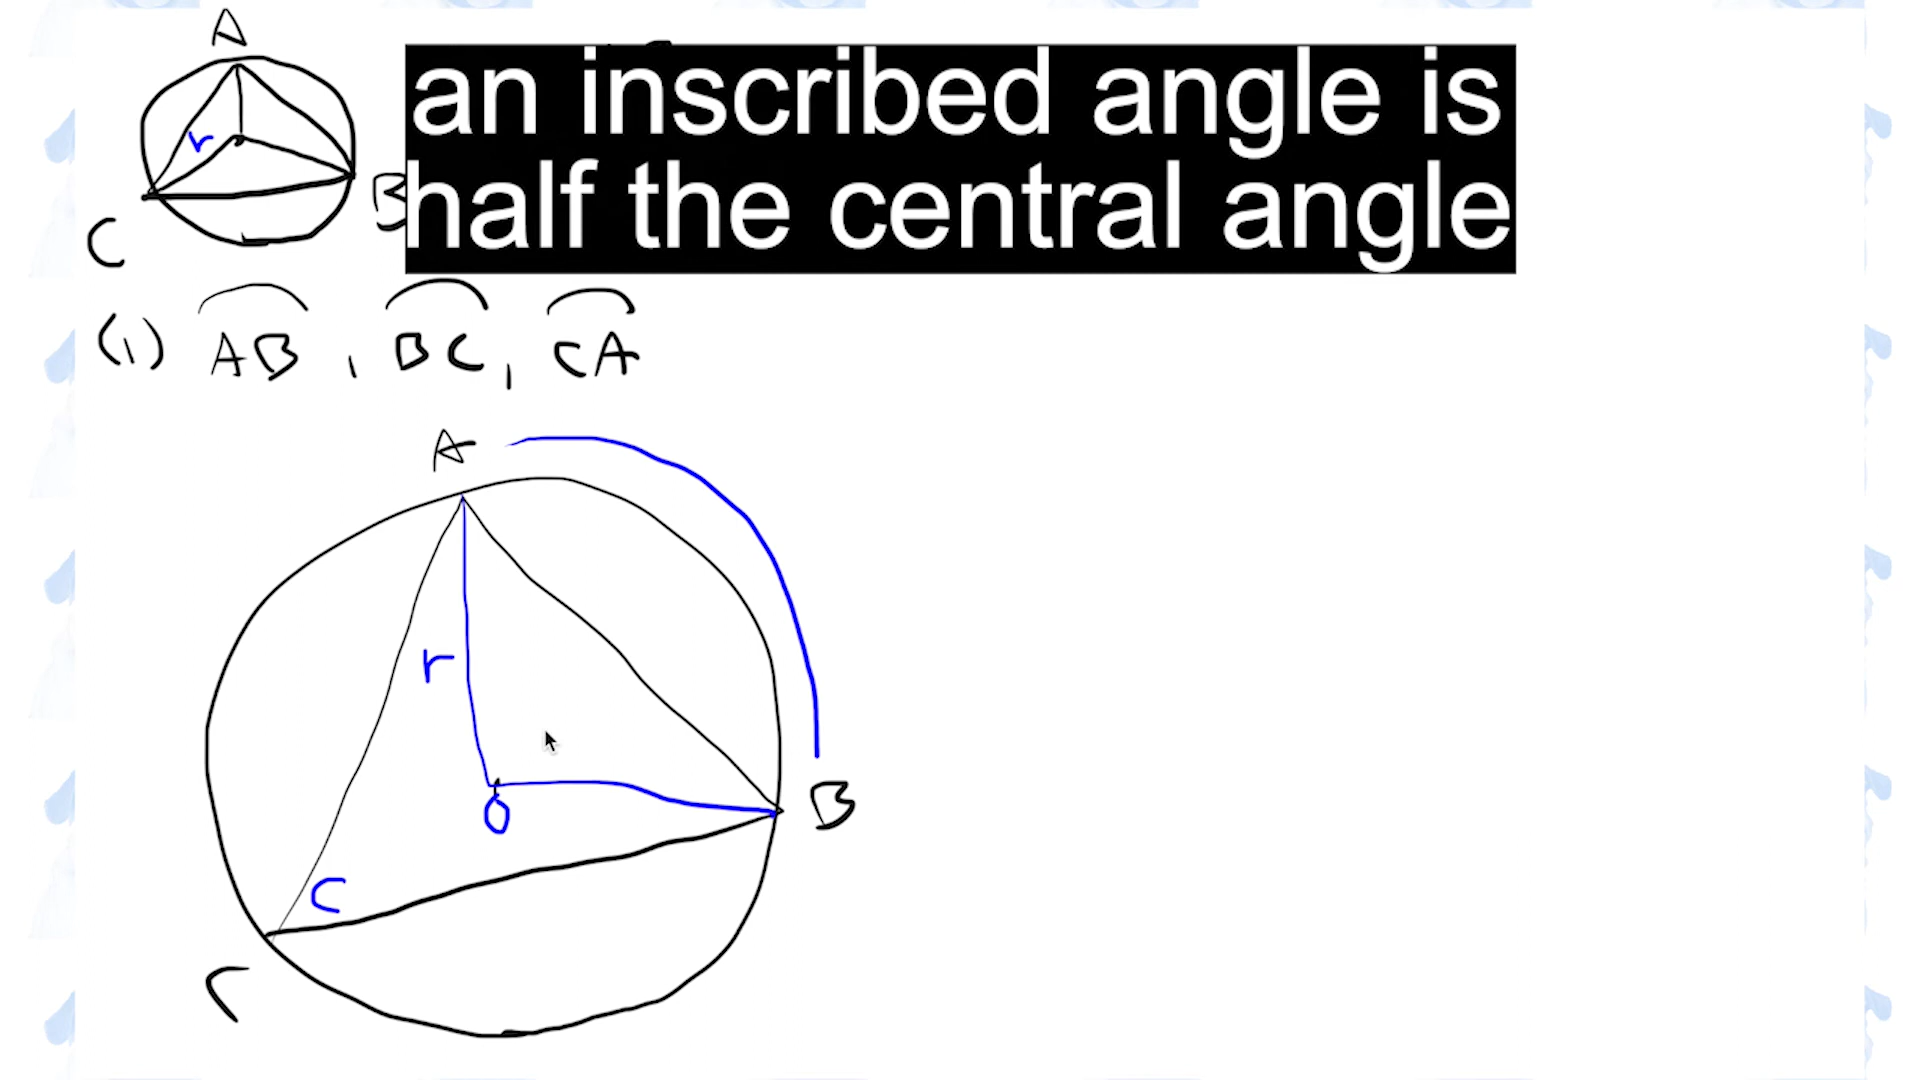 A
r
B
C
an inscribed angle is
half the central angle
(1) AB, BC, CA
A
r
O
B
C
C